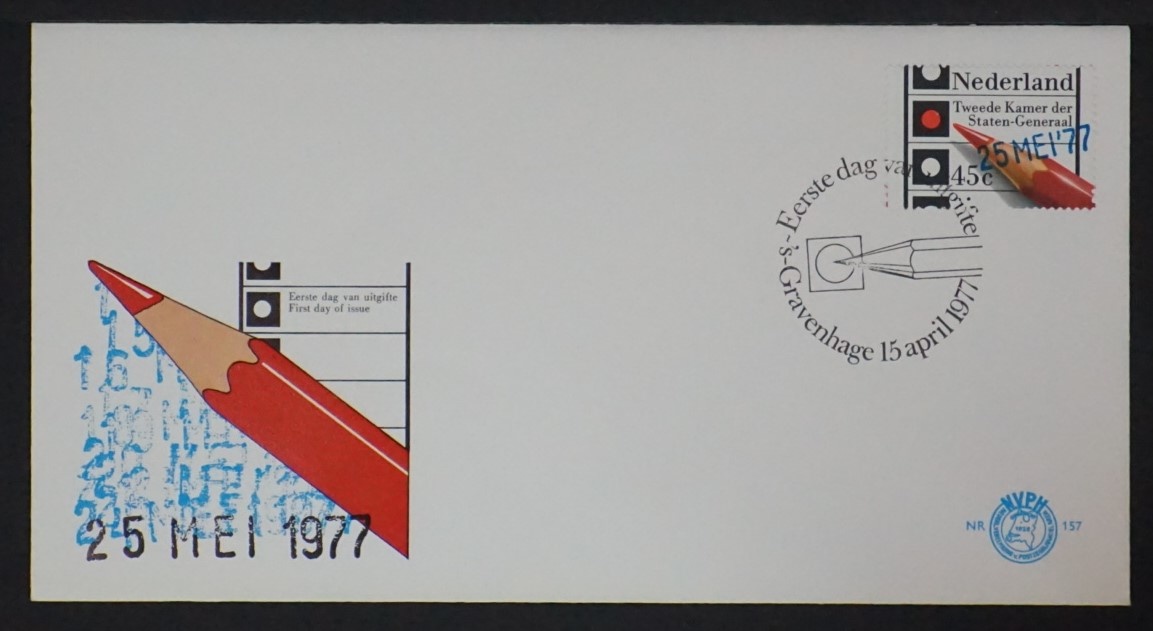 Nederland
Tweede Kamer der
Staten-Generaal
25 MEI '77
45c
Eerste dag van uitgifte
's-Gravenhage 15 april 1977
Eerste dag van uitgifte
First day of issue
25 MEI 1977
NR
NVPH
157